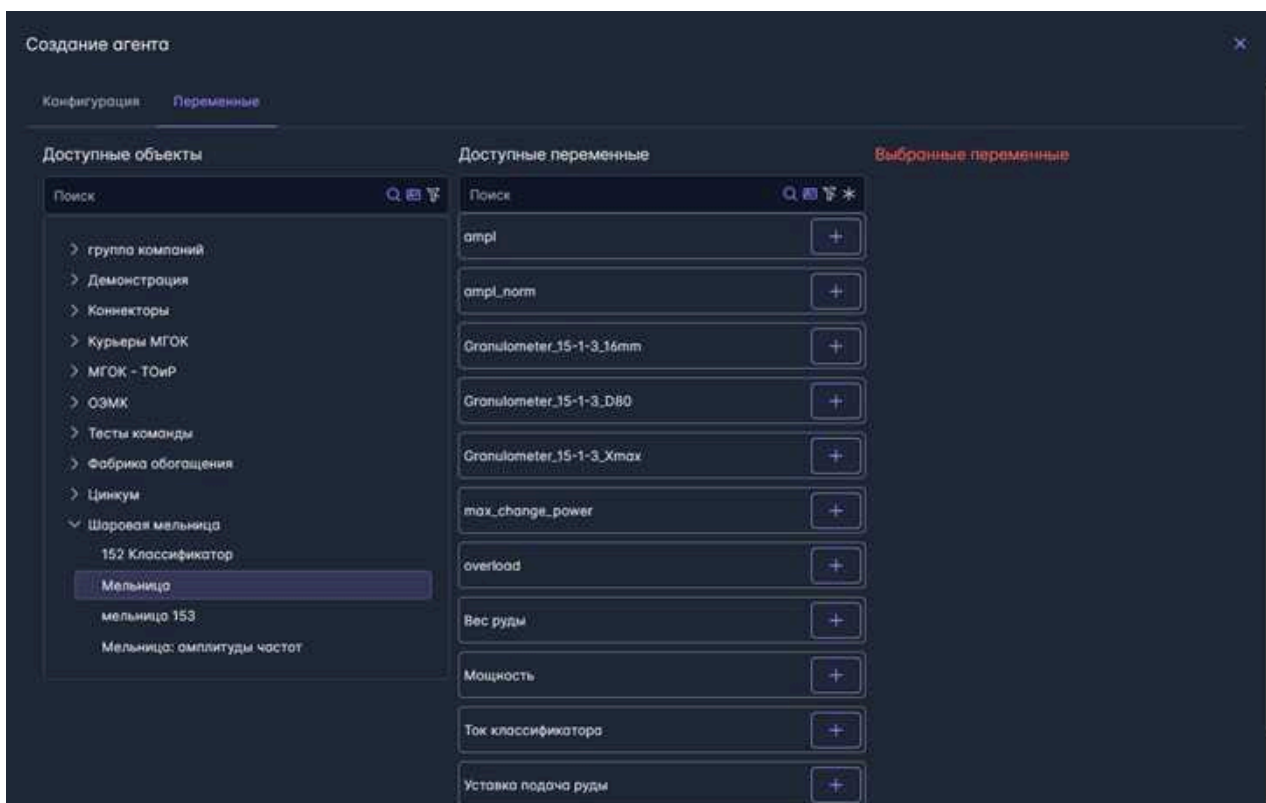 Создание агента
Конфигурация
Переменные
Доступные объекты
Поиск
группа компаний
Демонстрация
Коннекторы
Курьеры МГОК
МГОК - ТОиР
ОЭМК
Тесты команды
Фабрика обогащения
Цинкум
Шаровая мельница
152 Классификатор
Мельница
мельница 153
Мельница: амплитуды частот
Доступные переменные
Поиск
ampl
ampl_norm
Granulometer_15-1-3_16mm
Granulometer_15-1-3_D80
Granulometer_15-1-3_Xmax
max_change_power
overload
Вес руды
Мощность
Ток классификатора
Уставка подача руды
Выбранные переменные